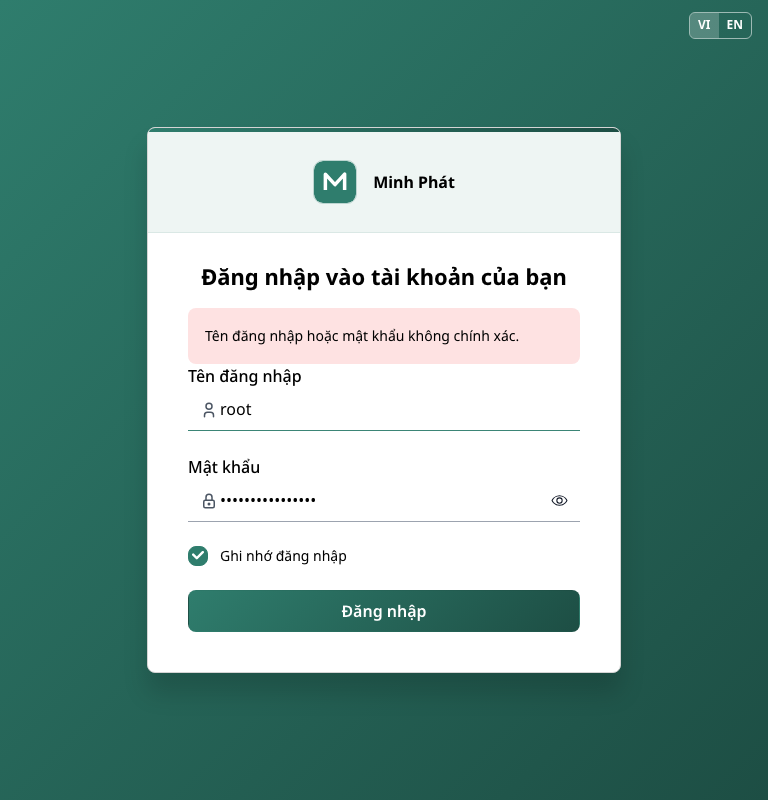 VI EN
Minh Phát
Đăng nhập vào tài khoản của bạn
Tên đăng nhập hoặc mật khẩu không chính xác.
Tên đăng nhập
root
Mật khẩu
••••••••••••••••
Ghi nhớ đăng nhập
Đăng nhập